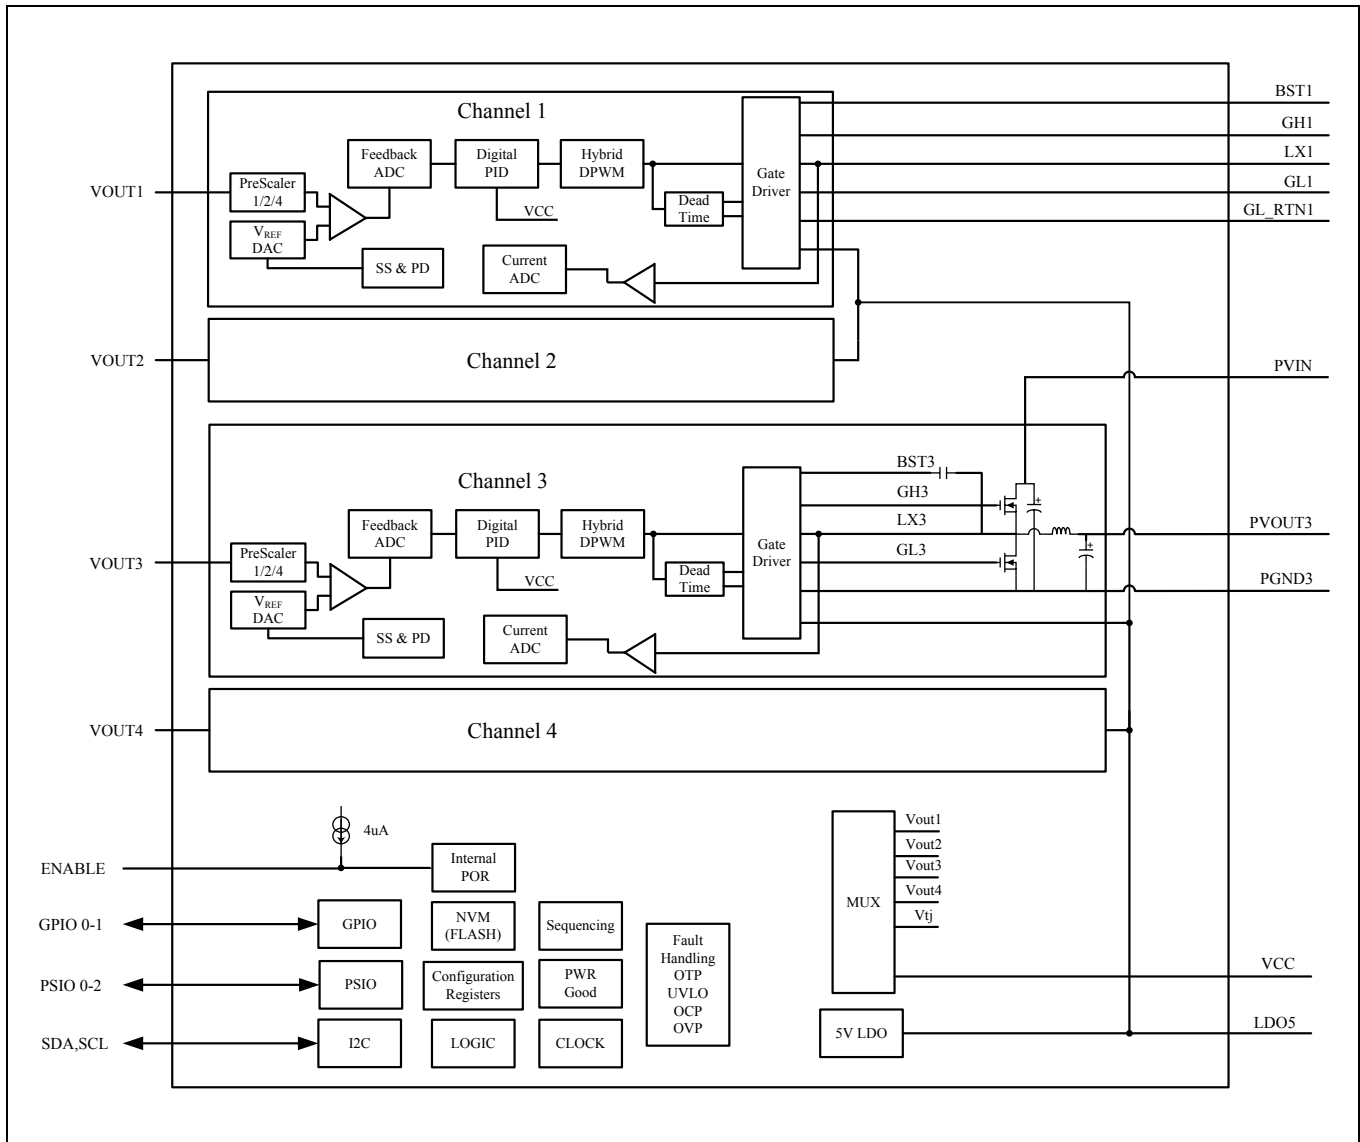 Channel 1
BST1
GH1
LX1
GL1
GL_RTN1
VOUT1
PreScaler
1/2/4
VREF
DAC
Feedback
ADC
Digital
PID
VCC
Hybrid
DPWM
Dead
Time
Gate
Driver
SS & PD
Current
ADC
VOUT2
Channel 2
PVIN
Channel 3
BST3
GH3
LX3
GL3
PVOUT3
PGND3
VOUT3
PreScaler
1/2/4
VREF
DAC
Feedback
ADC
Digital
PID
VCC
Hybrid
DPWM
Dead
Time
Gate
Driver
SS & PD
Current
ADC
+
+
VOUT4
Channel 4
4uA
ENABLE
Internal
POR
GPIO 0-1
GPIO
NVM
(FLASH)
Sequencing
PSIO 0-2
PSIO
Configuration
Registers
PWR
Good
SDA,SCL
I2C
LOGIC
CLOCK
Fault
Handling
OTP
UVLO
OCP
OVP
MUX
Vout1
Vout2
Vout3
Vout4
Vtj
VCC
5V LDO
LDO5